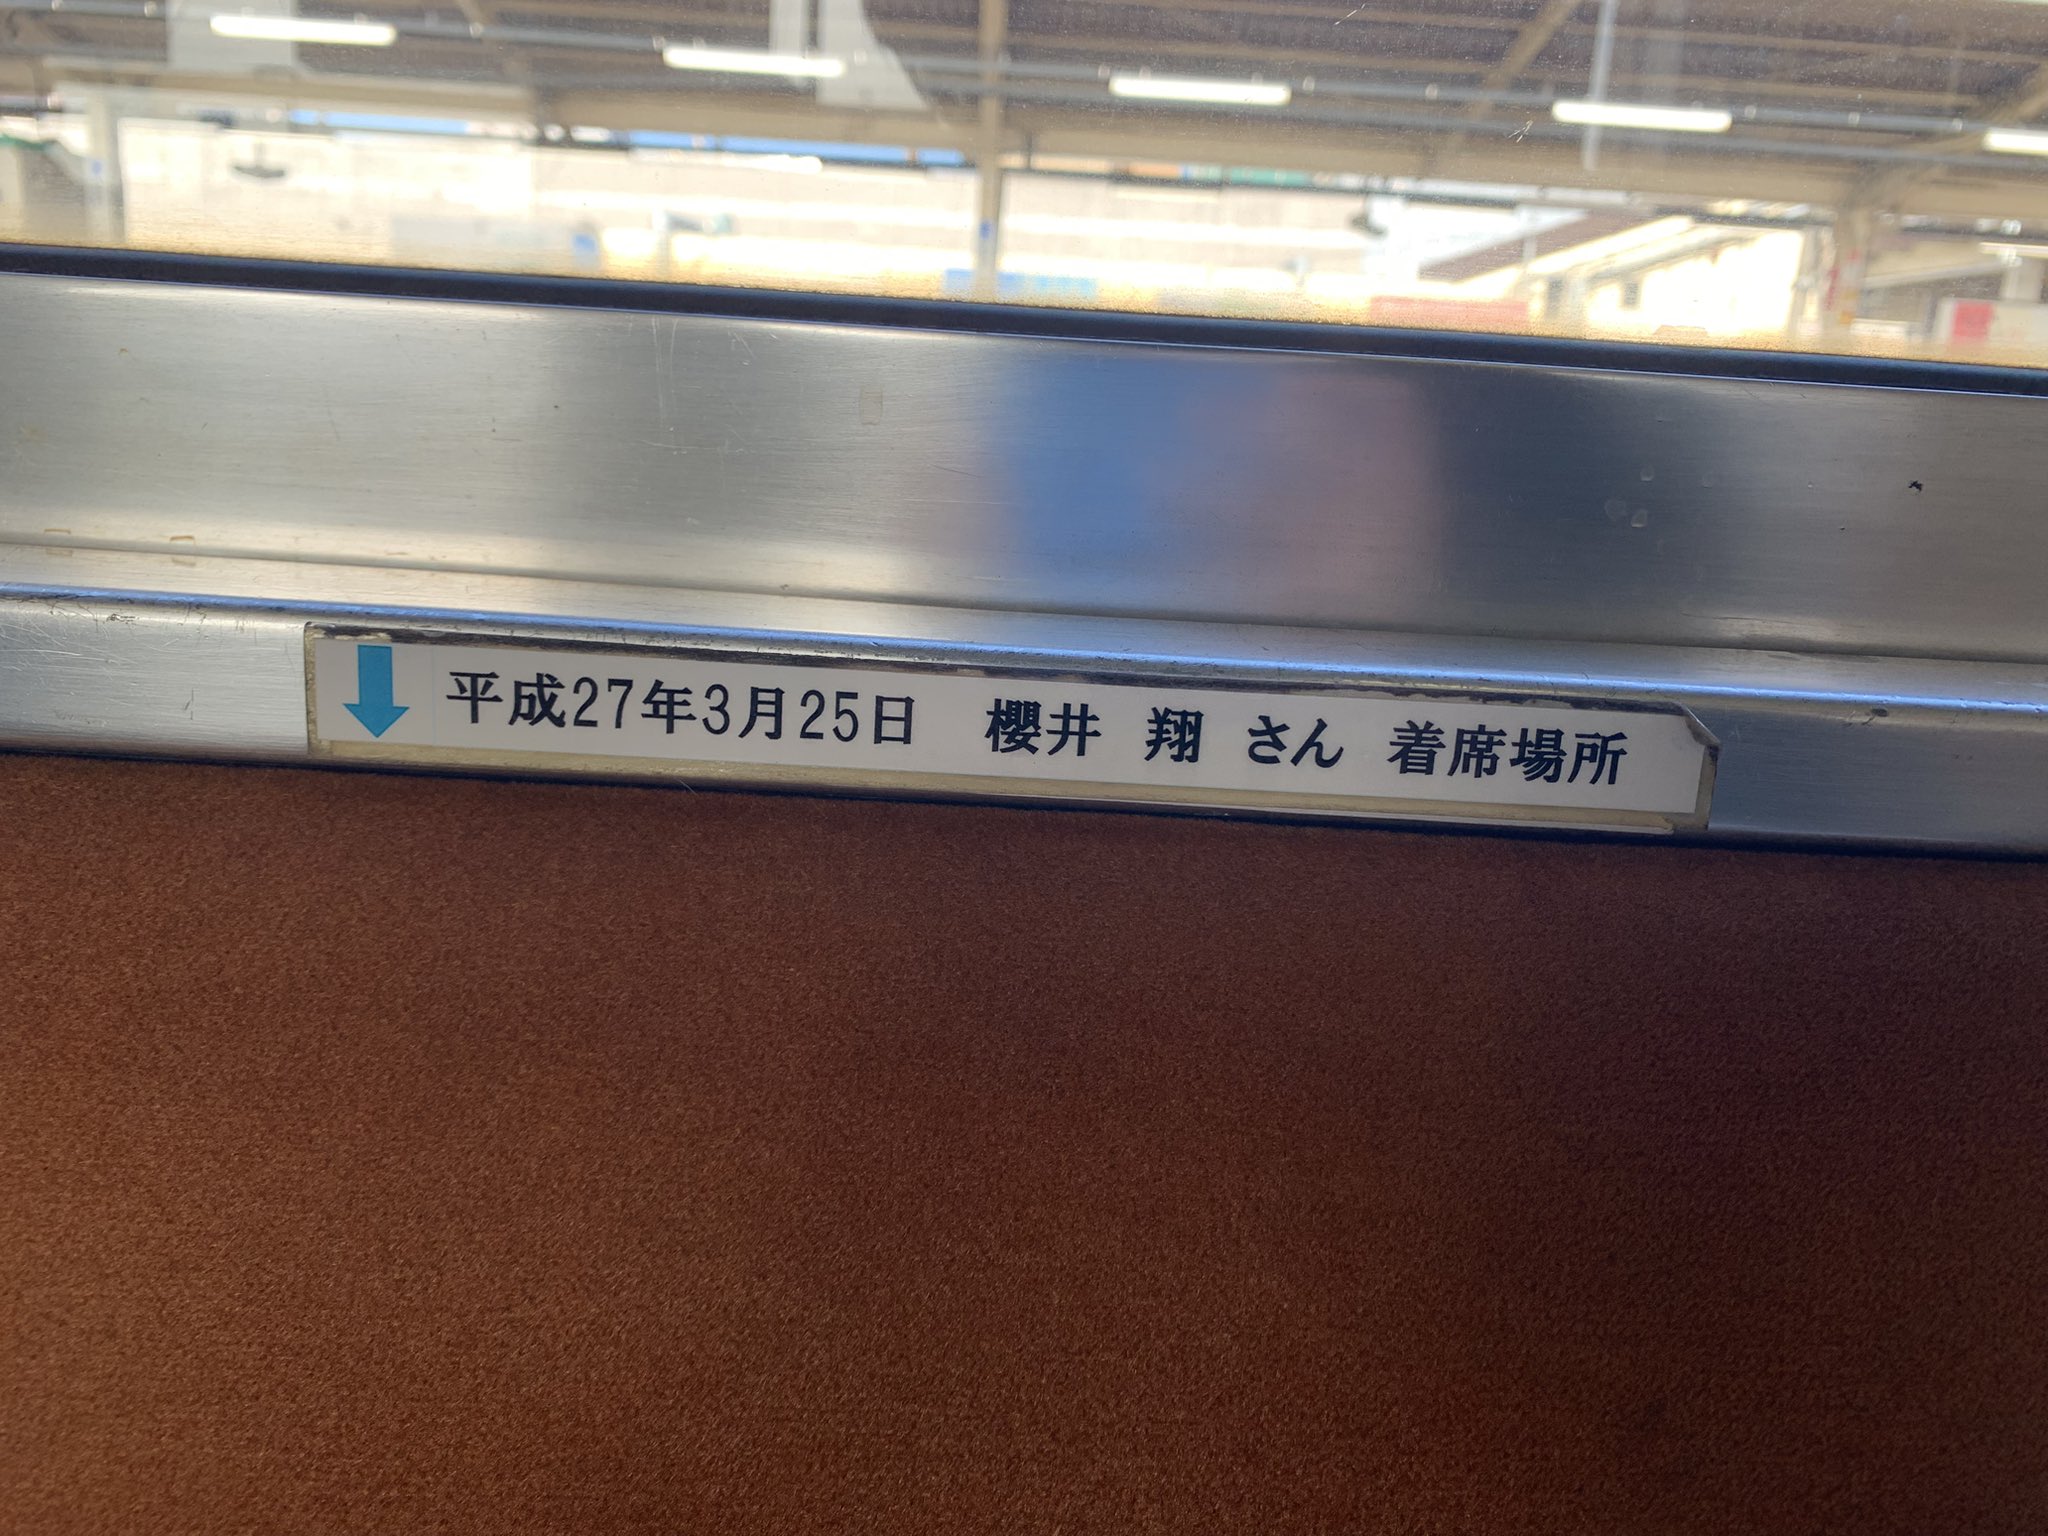 平成27年3月25日　櫻井　翔　さん　着席場所